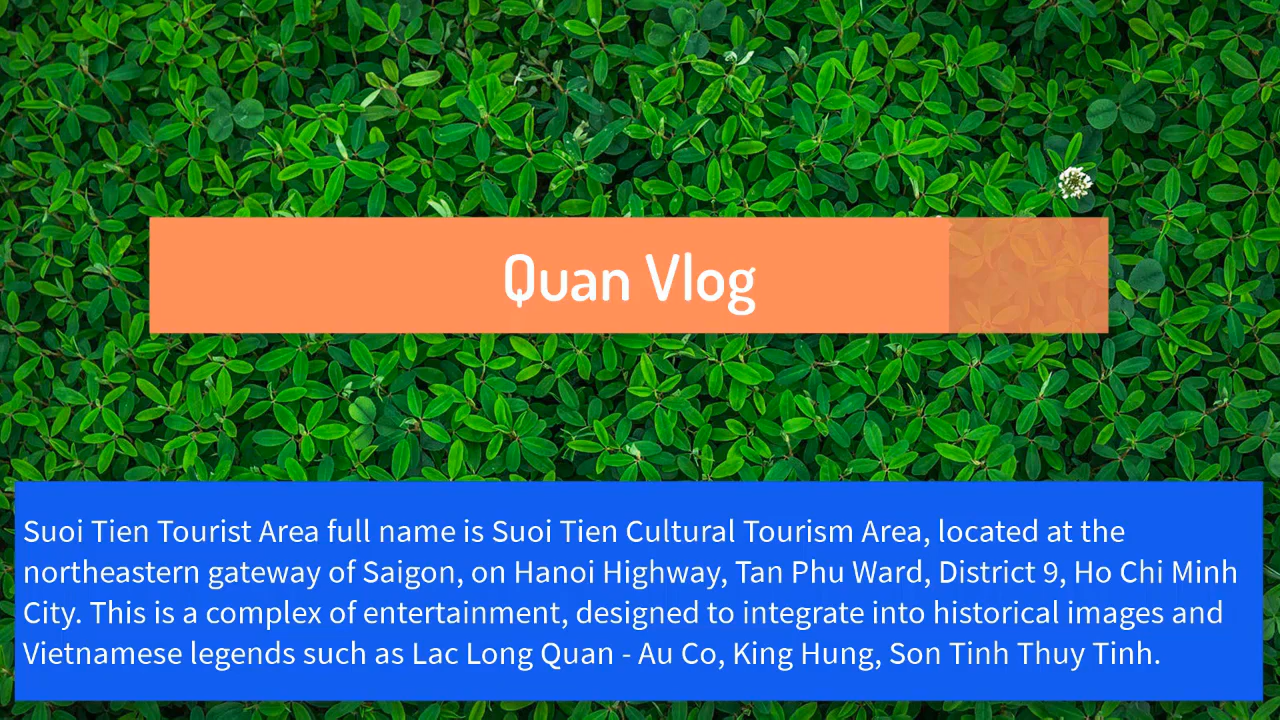 Quan Vlog
Suoi Tien Tourist Area full name is Suoi Tien Cultural Tourism Area, located at the
northeastern gateway of Saigon, on Hanoi Highway, Tan Phu Ward, District 9, Ho Chi Minh
City. This is a complex of entertainment, designed to integrate into historical images and
Vietnamese legends such as Lac Long Quan - Au Co, King Hung, Son Tinh Thuy Tinh.